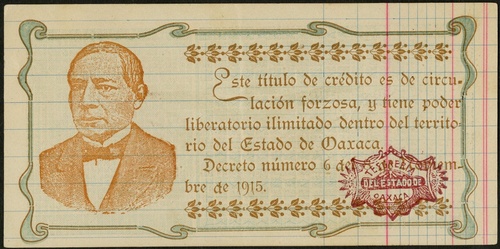 Este título de crédito es de circu-
lación forzosa, y tiene poder
liberatorio ilimitado dentro del territo-
rio del Estado de Oaxaca.
Decreto número 6 de
bre de 1915.
TESORERIA
DEL ESTADO DE
OAXACA